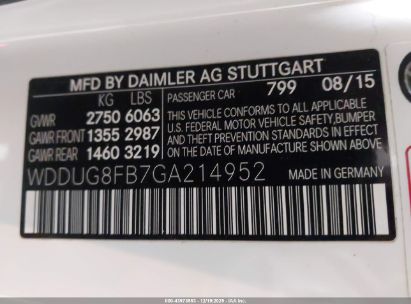 MFD BY DAIMLER AG STUTTGART
KG LBS
PASSENGER CAR 799 08/15
GVWR 2750 6063
GAWR FRONT 1355 2987
GAWR REAR 1460 3219
THIS VEHICLE CONFORMS TO ALL APPLICABLE
U.S. FEDERAL MOTOR VEHICLE SAFETY,BUMPER
AND THEFT PREVENTION STANDARDS IN EFFECT
ON THE DATE OF MANUFACTURE SHOWN ABOVE
WDDUG8FB7GA214952 MADE IN GERMANY